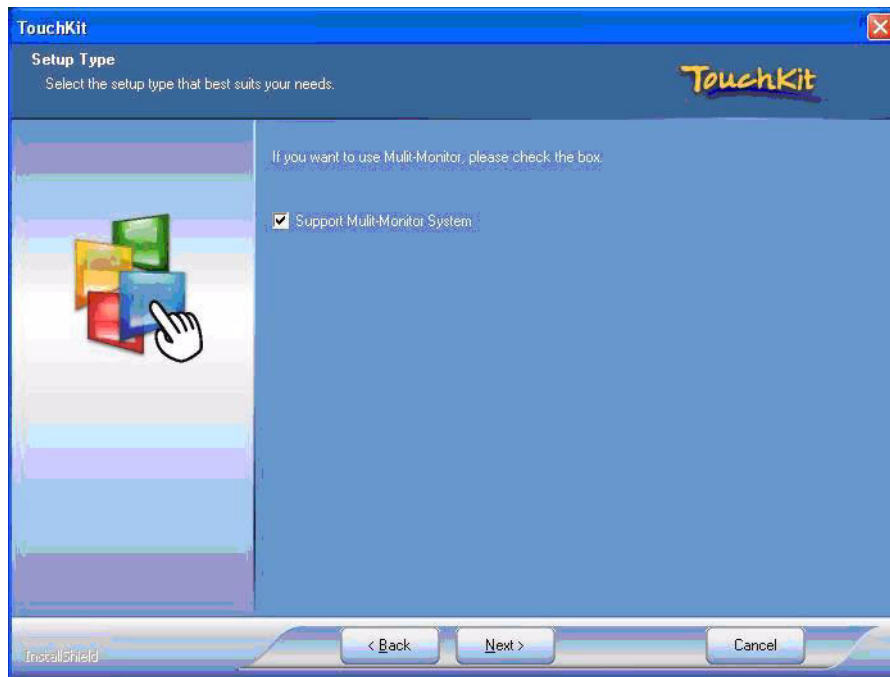 TouchKit
Setup Type
Select the setup type that best suits your needs.
TouchKit
If you want to use Mulit-Monitor, please check the box.
Support Mulit-Monitor System
InstallShield
< Back
Next >
Cancel